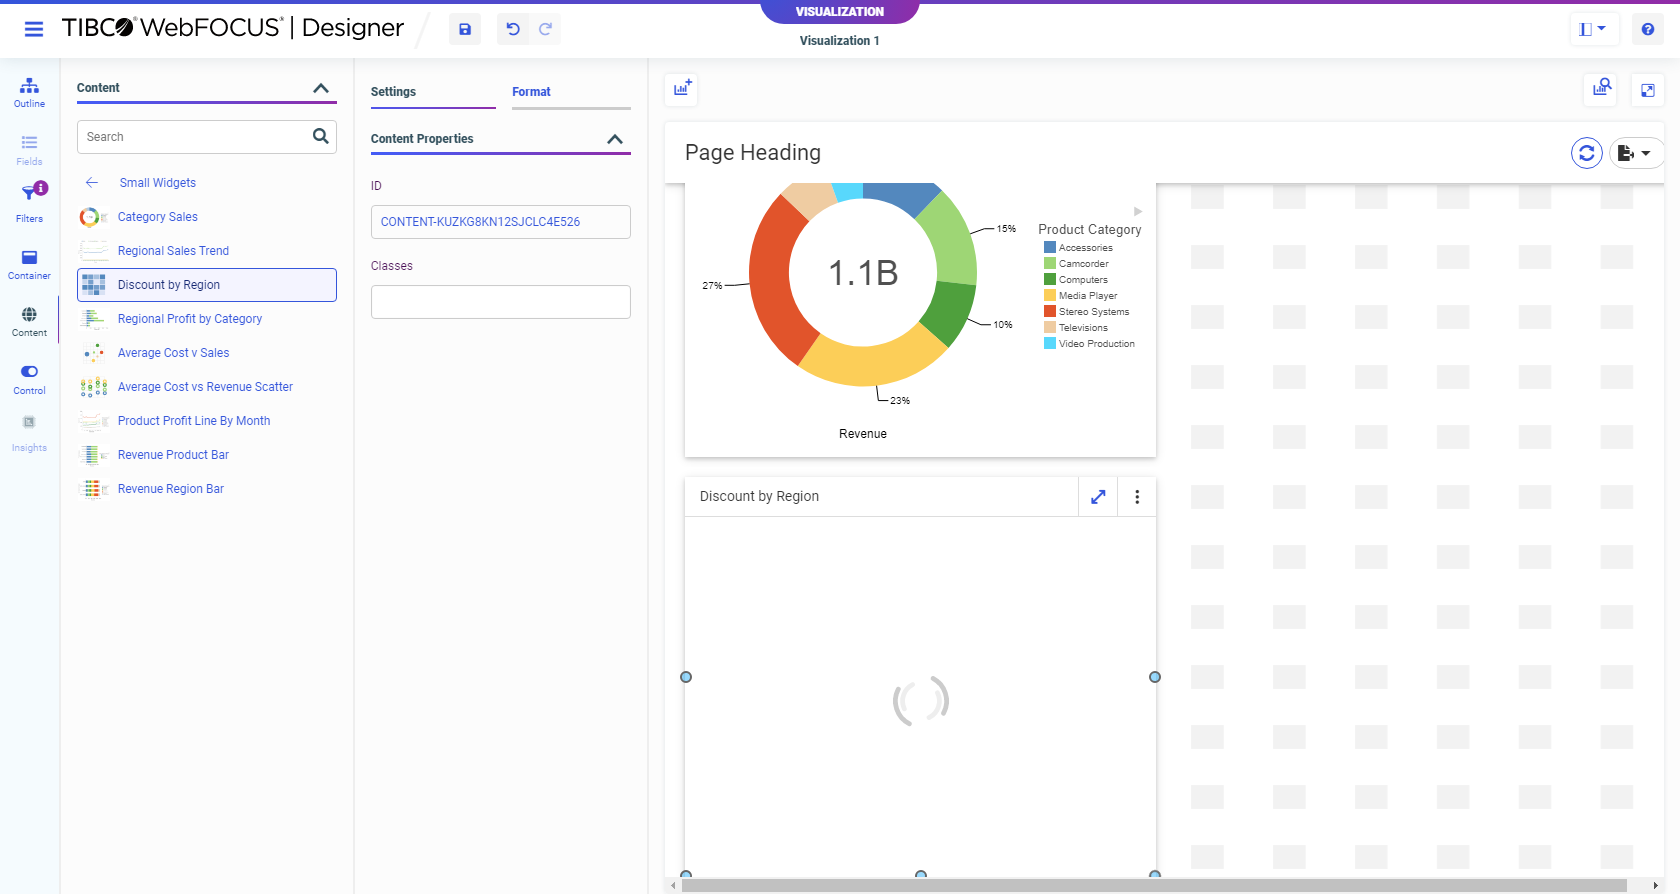 VISUALIZATION
TIBCO® WebFOCUS® | Designer
Visualization 1
Outline
Fields
i
Filters
Container
Content
Control
Insights
Content
Search
Small Widgets
Category Sales
Regional Sales Trend
Discount by Region
Regional Profit by Category
Average Cost v Sales
Average Cost vs Revenue Scatter
Product Profit Line By Month
Revenue Product Bar
Revenue Region Bar
Settings
Format
Content Properties
ID
CONTENT-KUZKG8KN12SJCLC4E526
Classes
Page Heading
15%
27%
1.1B
10%
23%
Revenue
Product Category
Accessories
Camcorder
Computers
Media Player
Stereo Systems
Televisions
Video Production
Discount by Region